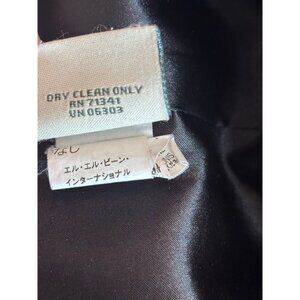 DRY CLEAN ONLY
RN 71341
VN 06303
なし
エル・エル・ビーン・
インターナショナル